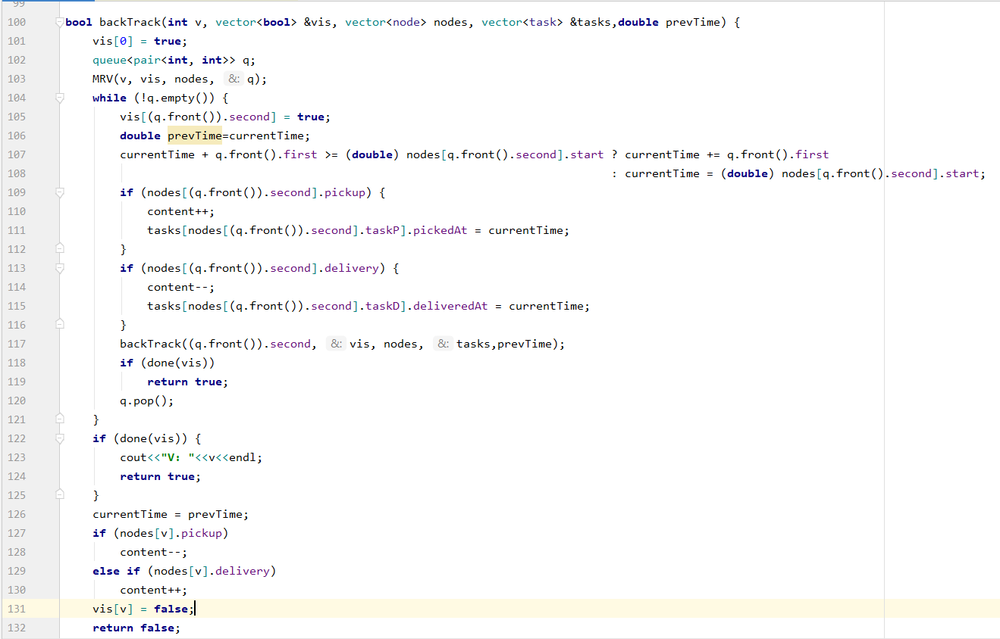 99
100 bool backTrack(int v, vector<bool> &vis, vector<node> nodes, vector<task> &tasks,double prevTime) {
101     vis[0] = true;
102     queue<pair<int, int>> q;
103     MRV(v, vis, nodes, &: q);
104     while (!q.empty()) {
105         vis[(q.front()).second] = true;
106         double prevTime=currentTime;
107         currentTime + q.front().first >= (double) nodes[q.front().second].start ? currentTime += q.front().first
108                                                                                 : currentTime = (double) nodes[q.front().second].start;
109         if (nodes[(q.front()).second].pickup) {
110             content++;
111             tasks[nodes[(q.front()).second].taskP].pickedAt = currentTime;
112         }
113         if (nodes[(q.front()).second].delivery) {
114             content--;
115             tasks[nodes[(q.front()).second].taskD].deliveredAt = currentTime;
116         }
117         backTrack((q.front()).second, &: vis, nodes, &: tasks,prevTime);
118         if (done(vis))
119             return true;
120         q.pop();
121     }
122     if (done(vis)) {
123         cout<<"V: "<<v<<endl;
124         return true;
125     }
126     currentTime = prevTime;
127     if (nodes[v].pickup)
128         content--;
129     else if (nodes[v].delivery)
130         content++;
131     vis[v] = false;
132     return false;